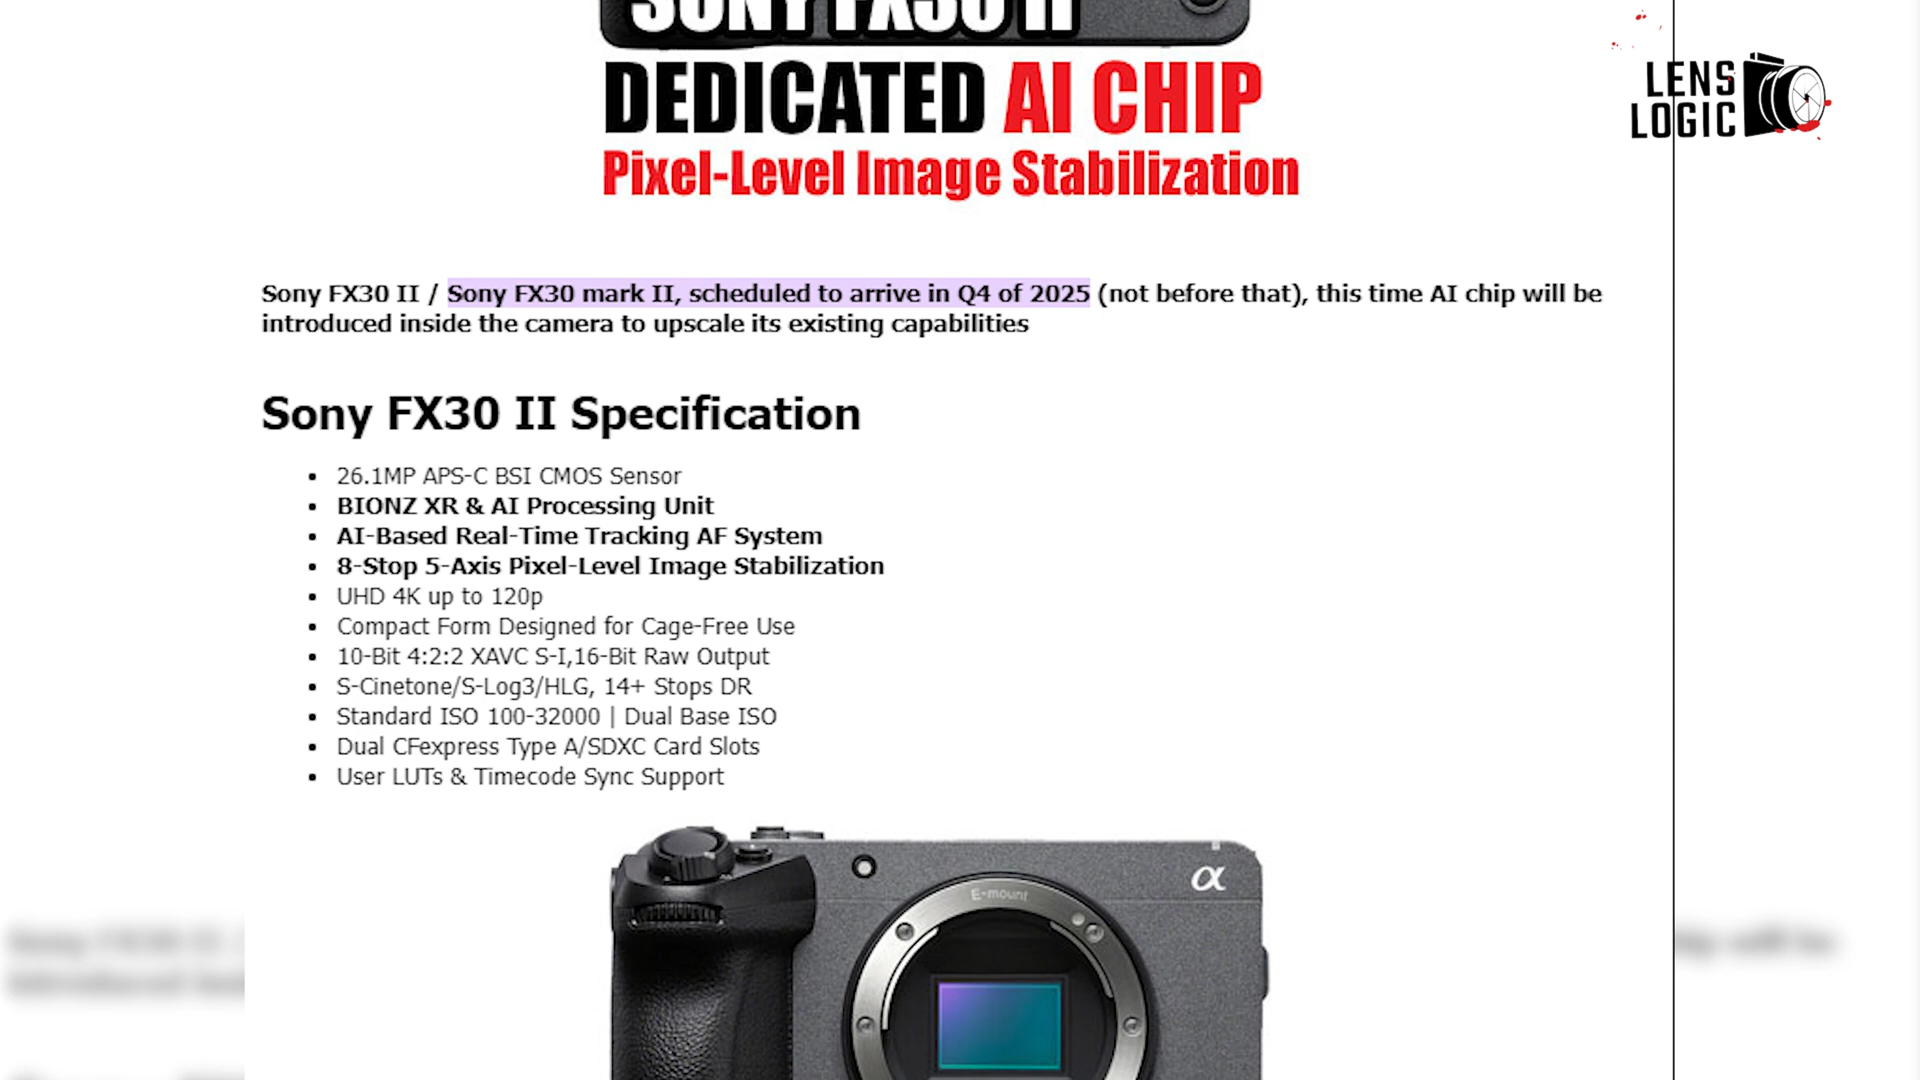 SONY FX30 II
DEDICATED AI CHIP
Pixel-Level Image Stabilization
LENS
LOGIC
Sony FX30 II / Sony FX30 mark II, scheduled to arrive in Q4 of 2025 (not before that), this time AI chip will be
introduced inside the camera to upscale its existing capabilities
Sony FX30 II Specification
• 26.1MP APS-C BSI CMOS Sensor
• BIONZ XR & AI Processing Unit
• AI-Based Real-Time Tracking AF System
• 8-Stop 5-Axis Pixel-Level Image Stabilization
• UHD 4K up to 120p
• Compact Form Designed for Cage-Free Use
• 10-Bit 4:2:2 XAVC S-I,16-Bit Raw Output
• S-Cinetone/S-Log3/HLG, 14+ Stops DR
• Standard ISO 100-32000 | Dual Base ISO
• Dual CFexpress Type A/SDXC Card Slots
• User LUTs & Timecode Sync Support
α
E-mount